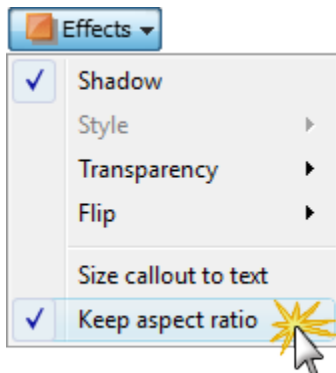 Effects
Shadow
Style
Transparency
Flip
Size callout to text
Keep aspect ratio